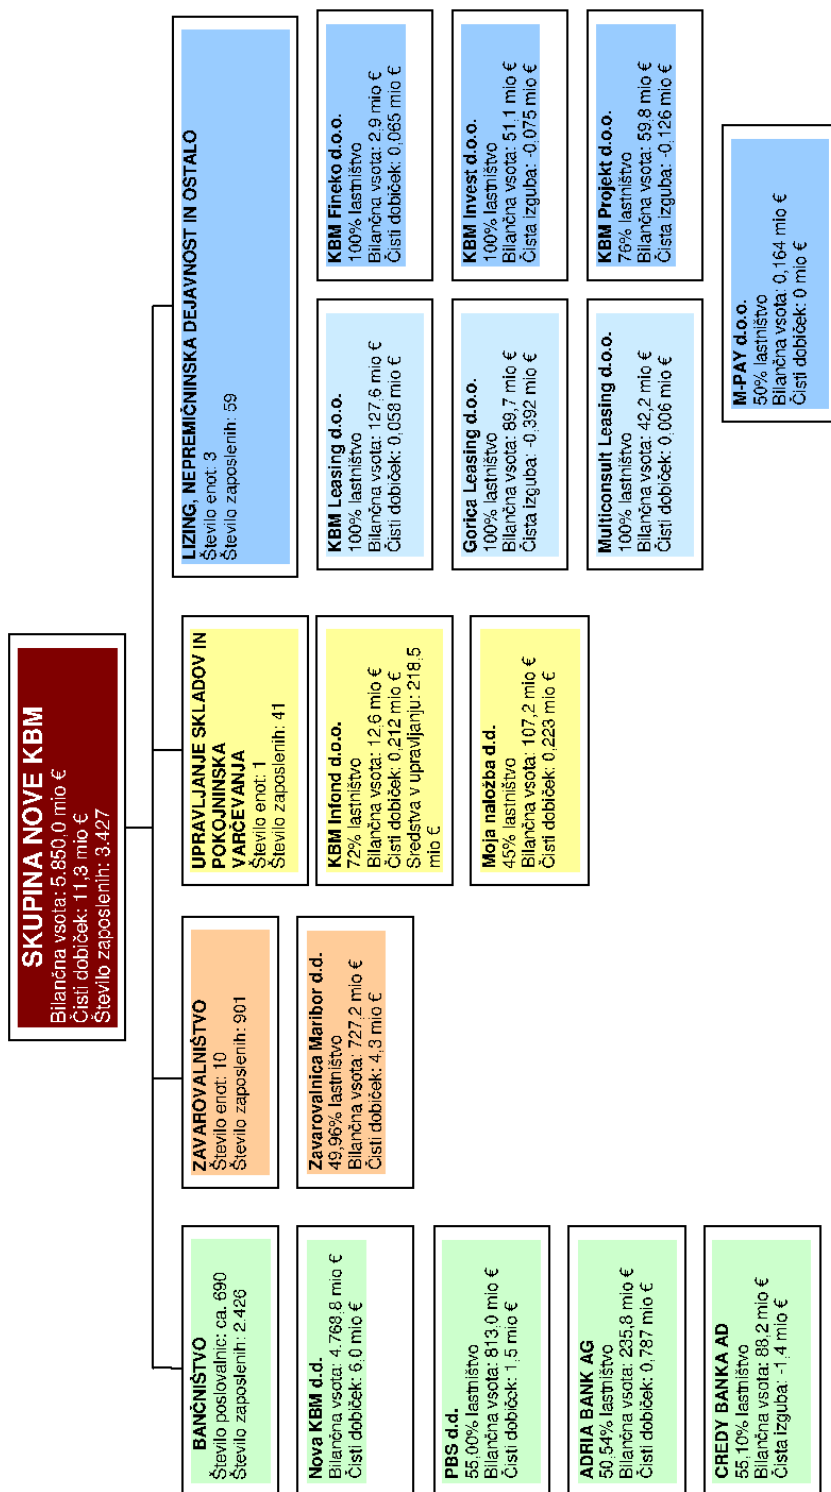 SKUPINA NOVE KBM
Bilančna vsota: 5.850,0 mio €
Čisti dobiček: 11,3 mio €
Število zaposlenih: 3.427
BANČNIŠTVO
Število poslovalnic: ca. 690
Število zaposlenih: 2.426
Nova KBM d.d.
Bilančna vsota: 4.768,8 mio €
Čisti dobiček: 6,0 mio €
PBS d.d.
55,00% lastništvo
Bilančna vsota: 813,0 mio €
Čisti dobiček: 1,5 mio €
ADRIA BANK AG
50,54% lastništvo
Bilančna vsota: 235,8 mio €
Čisti dobiček: 0,787 mio €
CREDY BANKA AD
55,10% lastništvo
Bilančna vsota: 88,2 mio €
Čista izguba: -1,4 mio €
ZAVAROVALNIŠTVO
Število enot: 10
Število zaposlenih: 901
Zavarovalnica Maribor d.d.
49,96% lastništvo
Bilančna vsota: 727,2 mio €
Čisti dobiček: 4,3 mio €
UPRAVLJANJE SKLADOV IN
POKOJNINSKA
VARČEVANJA
Število enot: 1
Število zaposlenih: 41
KBM Infond d.o.o.
72% lastništvo
Bilančna vsota: 12,6 mio €
Čisti dobiček: 0,212 mio €
Sredstva v upravljanju: 218,5
mio €
Moja naložba d.d.
45% lastništvo
Bilančna vsota: 107,2 mio €
Čisti dobiček: 0,223 mio €
LIZING, NEPREMIČNINSKA DEJAVNOST IN OSTALO
Število enot: 3
Število zaposlenih: 59
KBM Leasing d.o.o.
100% lastništvo
Bilančna vsota: 127,6 mio €
Čisti dobiček: 0,058 mio €
Gorica Leasing d.o.o.
100% lastništvo
Bilančna vsota: 89,7 mio €
Čista izguba: -0,392 mio €
Multiconsult Leasing d.o.o.
100% lastništvo
Bilančna vsota: 42,2 mio €
Čisti dobiček: 0,006 mio €
KBM Fineko d.o.o.
100% lastništvo
Bilančna vsota: 2,9 mio €
Čisti dobiček: 0,065 mio €
KBM Invest d.o.o.
100% lastništvo
Bilančna vsota: 51,1 mio €
Čista izguba: -0,075 mio €
KBM Projekt d.o.o.
76% lastništvo
Bilančna vsota: 59,8 mio €
Čista izguba: -0,126 mio €
M-PAY d.o.o.
50% lastništvo
Bilančna vsota: 0,164 mio €
Čisti dobiček: 0 mio €